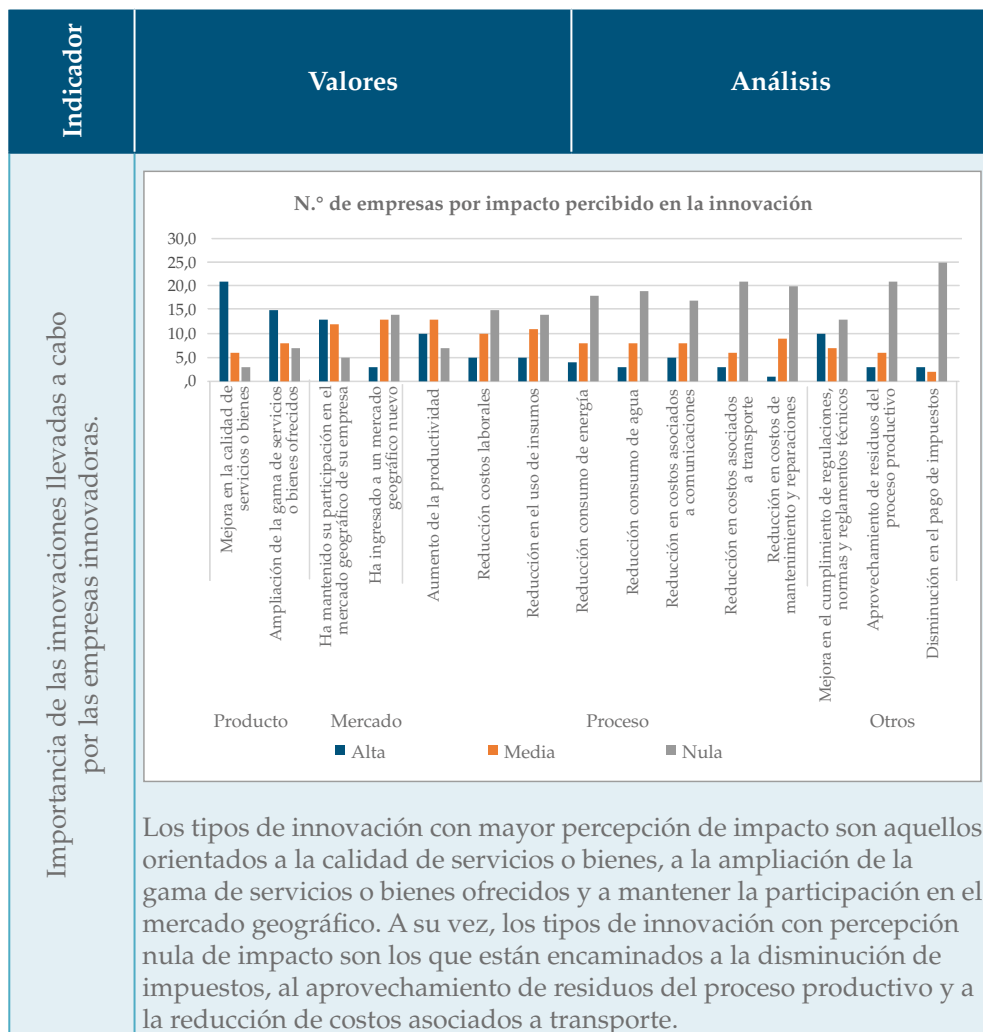 Indicador
Valores
Análisis
Importancia de las innovaciones llevadas a cabo
por las empresas innovadoras.
N.° de empresas por impacto percibido en la innovación
30,0
25,0
20,0
15,0
10,0
5,0
,0
Mejora en la calidad de
servicios o bienes
Ampliación de la gama de servicios
o bienes ofrecidos
Ha mantenido su participación en el
mercado geográfico de su empresa
Ha ingresado a un mercado
geográfico nuevo
Aumento de la productividad
Reducción costos laborales
Reducción en el uso de insumos
Reducción consumo de energía
Reducción consumo de agua
Reducción en costos asociados
a comunicaciones
Reducción en costos asociados
a transporte
Reducción en costos de
mantenimiento y reparaciones
Mejora en el cumplimiento de regulaciones,
normas y reglamentos técnicos
Aprovechamiento de residuos del
proceso productivo
Disminución en el pago de impuestos
Producto
Mercado
Proceso
Otros
Alta
Media
Nula
Los tipos de innovación con mayor percepción de impacto son aquellos
orientados a la calidad de servicios o bienes, a la ampliación de la
gama de servicios o bienes ofrecidos y a mantener la participación en el
mercado geográfico. A su vez, los tipos de innovación con percepción
nula de impacto son los que están encaminados a la disminución de
impuestos, al aprovechamiento de residuos del proceso productivo y a
la reducción de costos asociados a transporte.